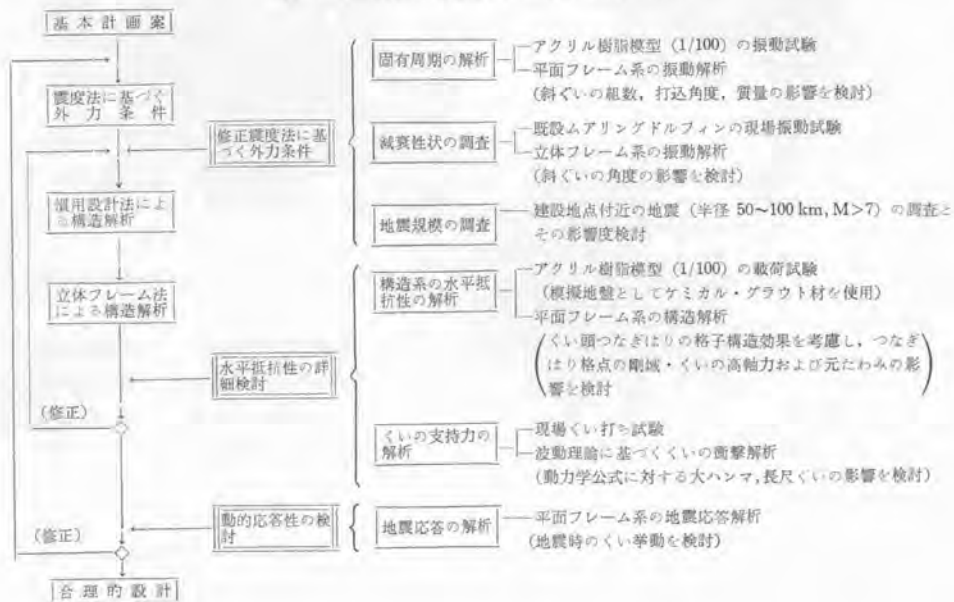 基本計画案
震度法に基づく
外力条件
慣用設計法によ
る構造解析
立体フレーム法
による構造解析
(修正)
(修正)
合理的設計
修正震度法に基
づく外力条件
水平抵抗性の詳
細検討
動的応答性の検
討
固有周期の解析
アクリル樹脂模型 (1/100) の振動試験
平面フレーム系の振動解析
(斜ぐいの組数，打込角度，質量の影響を検討)
減衰性状の調査
既設ムアリングドルフィンの現場振動試験
立体フレーム系の振動解析
(斜ぐいの角度の影響を検討)
地震規模の調査
建設地点付近の地震 (半径 50~100 km, M>7) の調査と
その影響度検討
構造系の水平抵
抗性の解析
アクリル樹脂模型 (1/100) の載荷試験
(模擬地盤としてケミカル・グラウト材を使用)
平面フレーム系の構造解析
(くい頭つなぎばりの格子構造効果を考慮し，つなぎ
ばり格点の剛域・くいの高軸力および元たわみの影
響を検討)
くいの支持力の
解析
現場くい打ち試験
波動理論に基づくくいの衝撃解析
(動力学公式に対する大ハンマ，長尺ぐいの影響を検討)
地震応答の解析
平面フレーム系の地震応答解析
(地震時のくい挙動を検討)